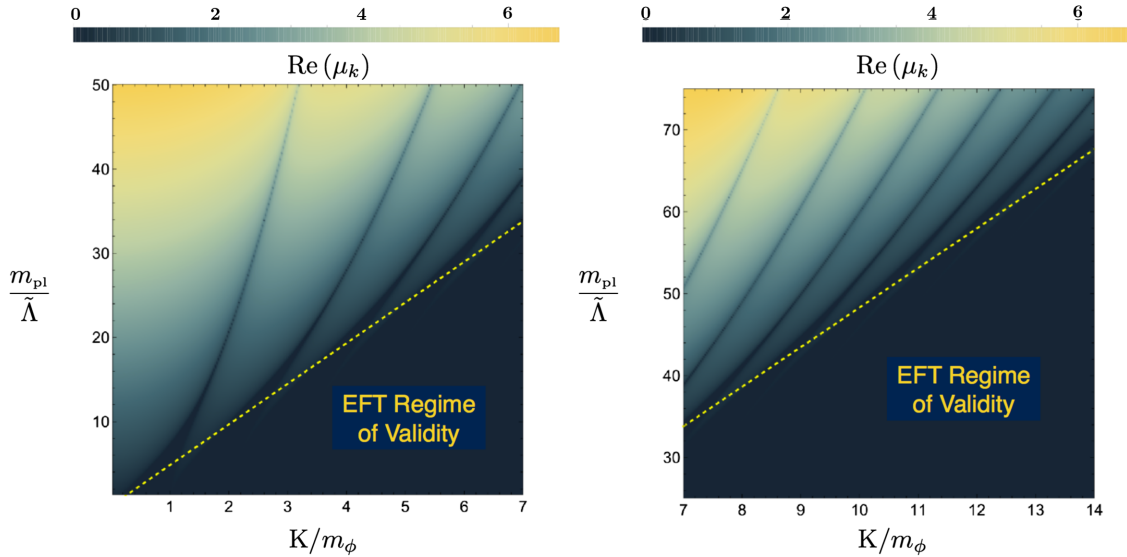 0 2 4 6
Re (μₖ)
50
40
30
20
10
m_pl / Λ̃
1 2 3 4 5 6 7
K/m_ϕ
EFT Regime
of Validity
0 2 4 6
Re (μₖ)
70
60
50
40
30
m_pl / Λ̃
7 8 9 10 11 12 13 14
K/m_ϕ
EFT Regime
of Validity